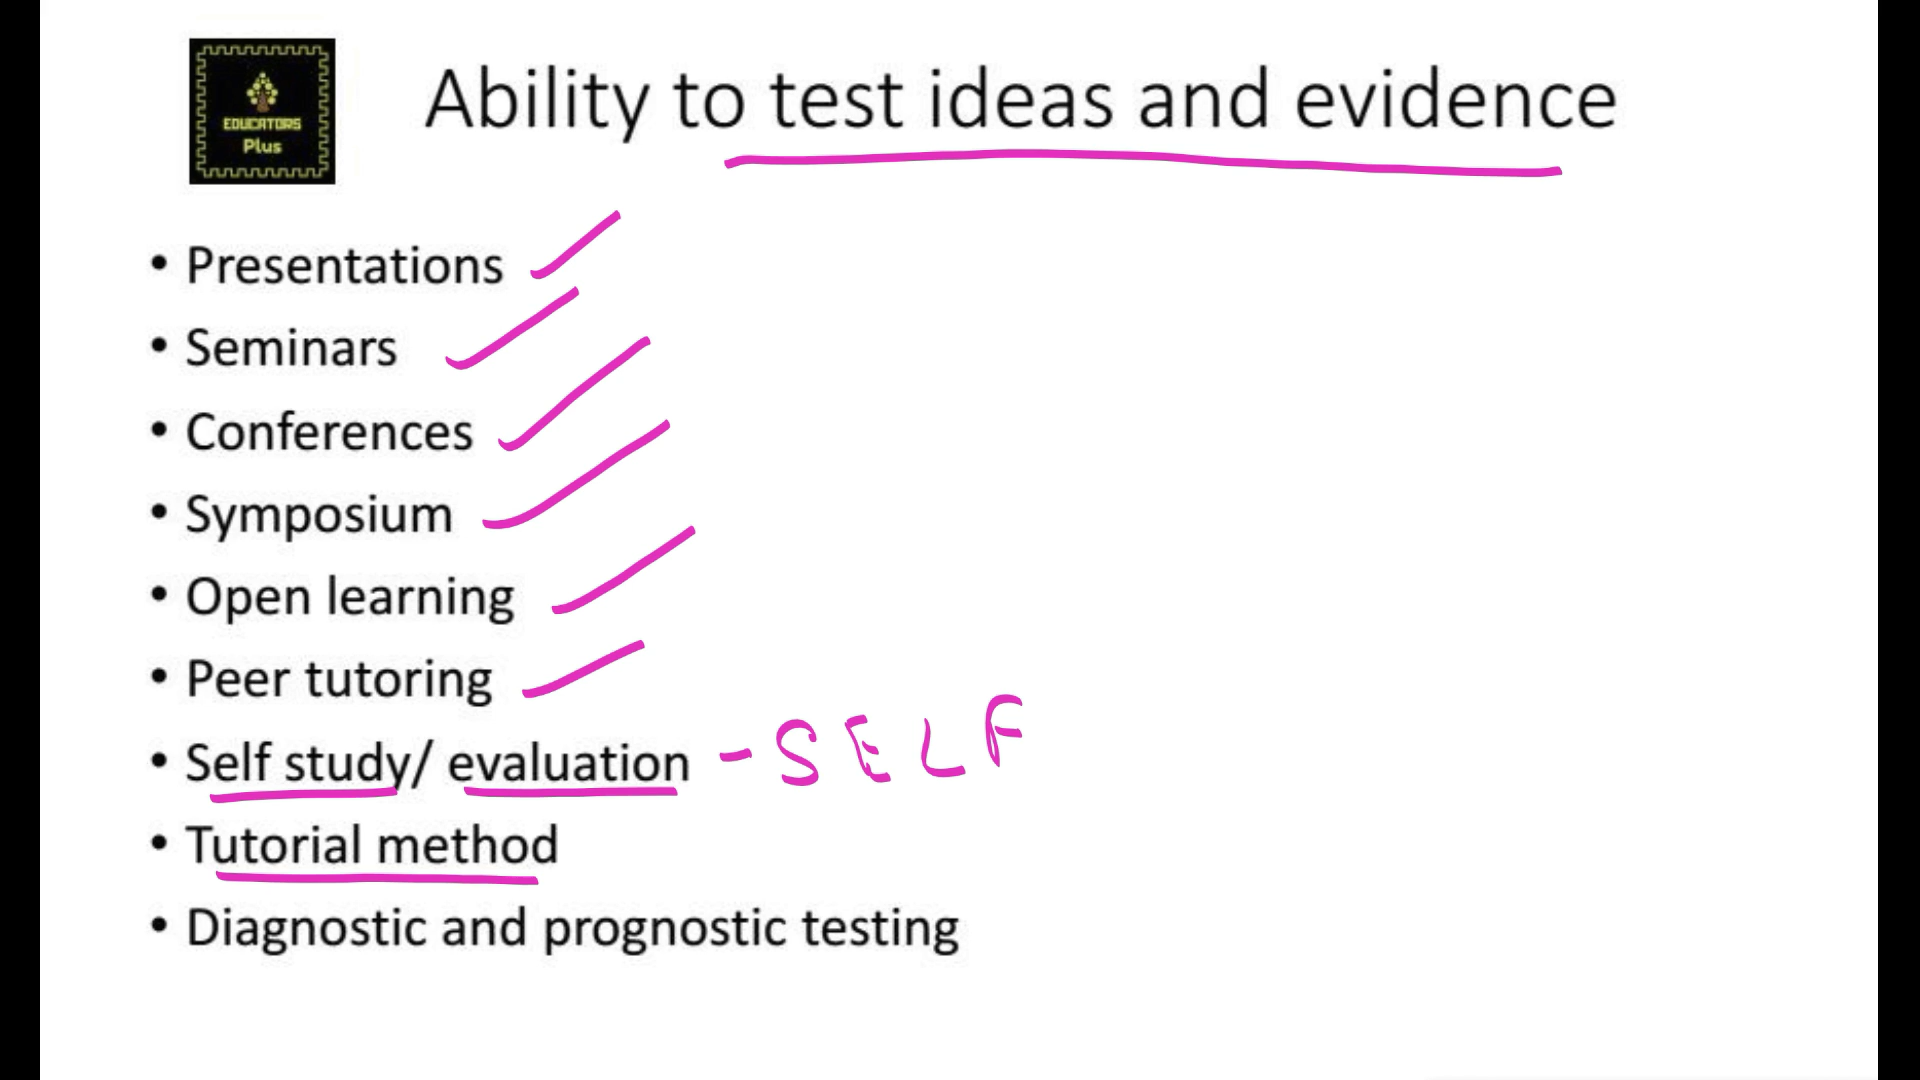 EDUCATORS
Plus
Ability to test ideas and evidence
• Presentations
• Seminars
• Conferences
• Symposium
• Open learning
• Peer tutoring
• Self study/ evaluation - SELF
• Tutorial method
• Diagnostic and prognostic testing